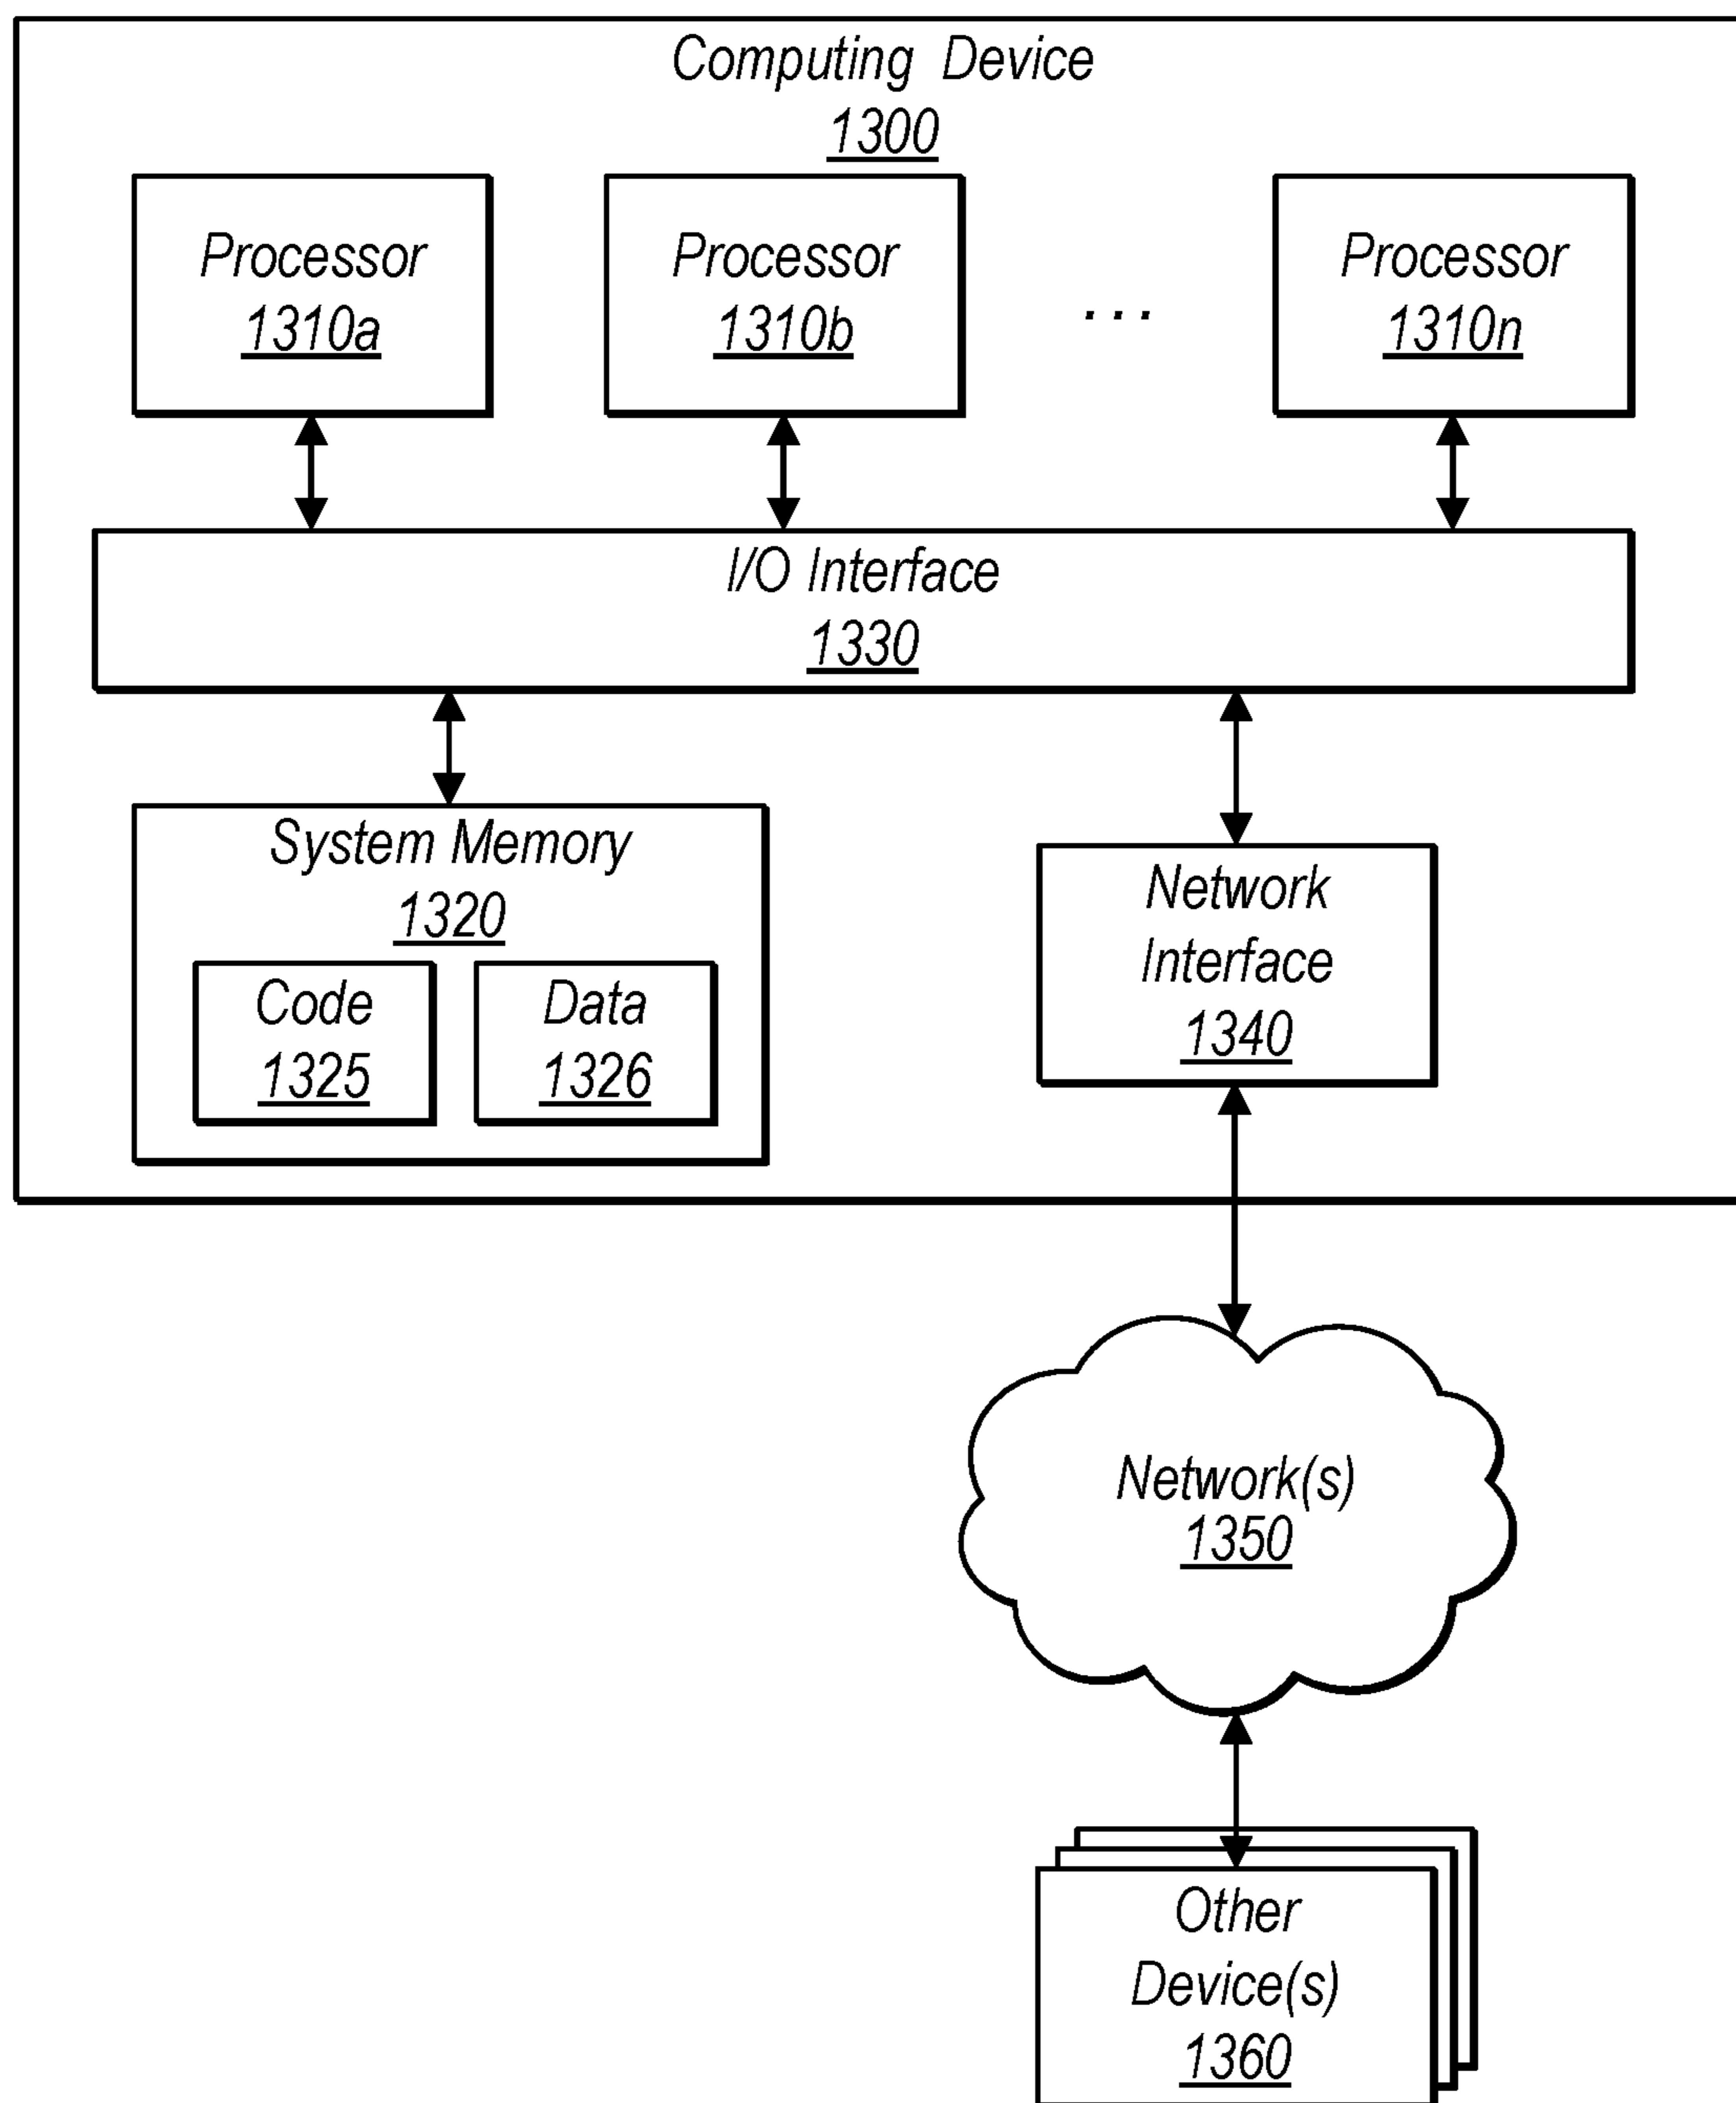 Computing Device
1300
Processor
1310a
Processor
1310b
...
Processor
1310n
I/O Interface
1330
System Memory
1320
Code
1325
Data
1326
Network
Interface
1340
Network(s)
1350
Other
Device(s)
1360